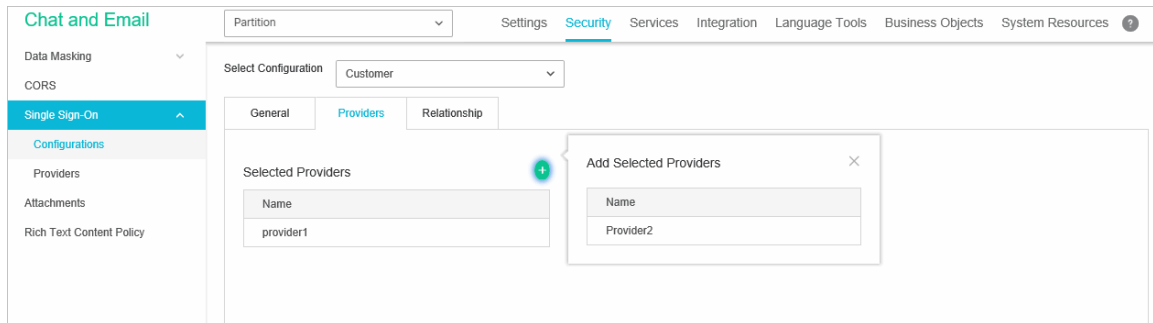 Chat and Email
Partition
Settings Security Services Integration Language Tools Business Objects System Resources ?
Data Masking
CORS
Single Sign-On
Configurations
Providers
Attachments
Rich Text Content Policy
Select Configuration Customer
General Providers Relationship
Selected Providers
Name
provider1
Add Selected Providers
Name
Provider2